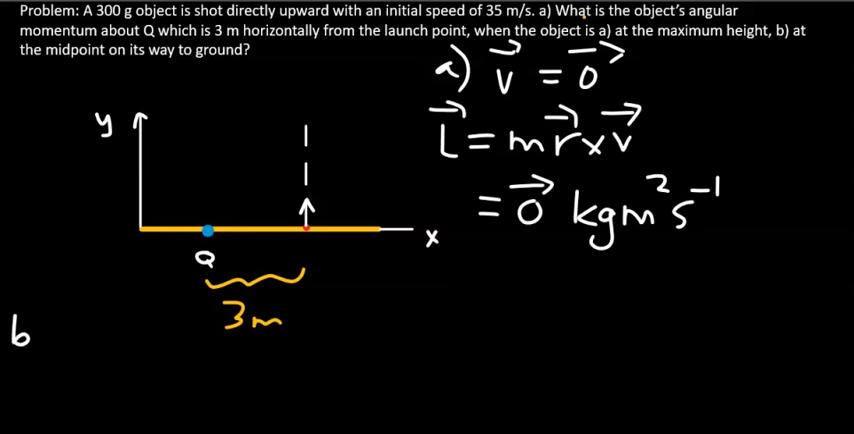 Problem: A 300 g object is shot directly upward with an initial speed of 35 m/s. a) What is the object's angular
momentum about Q which is 3 m horizontally from the launch point, when the object is a) at the maximum height, b) at
the midpoint on its way to ground?
a) v⃗ = 0⃗
y
L⃗ = m r⃗ × v⃗
= 0⃗ kgm²s⁻¹
x
Q
3m
b